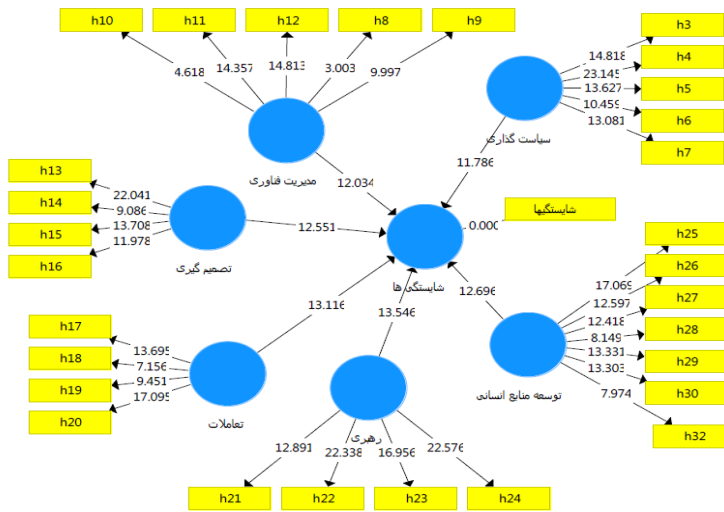 h10
h11
h12
h8
h9
4.618
14.357
14.813
3.003
9.997
مدیریت فناوری
12.034
h3
h4
h5
h6
h7
14.818
23.145
13.627
10.459
13.081
سیاست گذاری
11.786
h13
h14
h15
h16
22.041
9.086
13.708
11.978
تصمیم گیری
12.551
شایستگی ها
0.000
شایستگیها
h25
h26
h27
h28
h29
h30
h32
17.069
12.597
12.418
8.149
13.331
13.303
7.974
توسعه منابع انسانی
12.696
h17
h18
h19
h20
13.695
7.156
9.451
17.095
تعاملات
13.116
رهبری
13.546
12.891
22.338
16.956
22.576
h21
h22
h23
h24